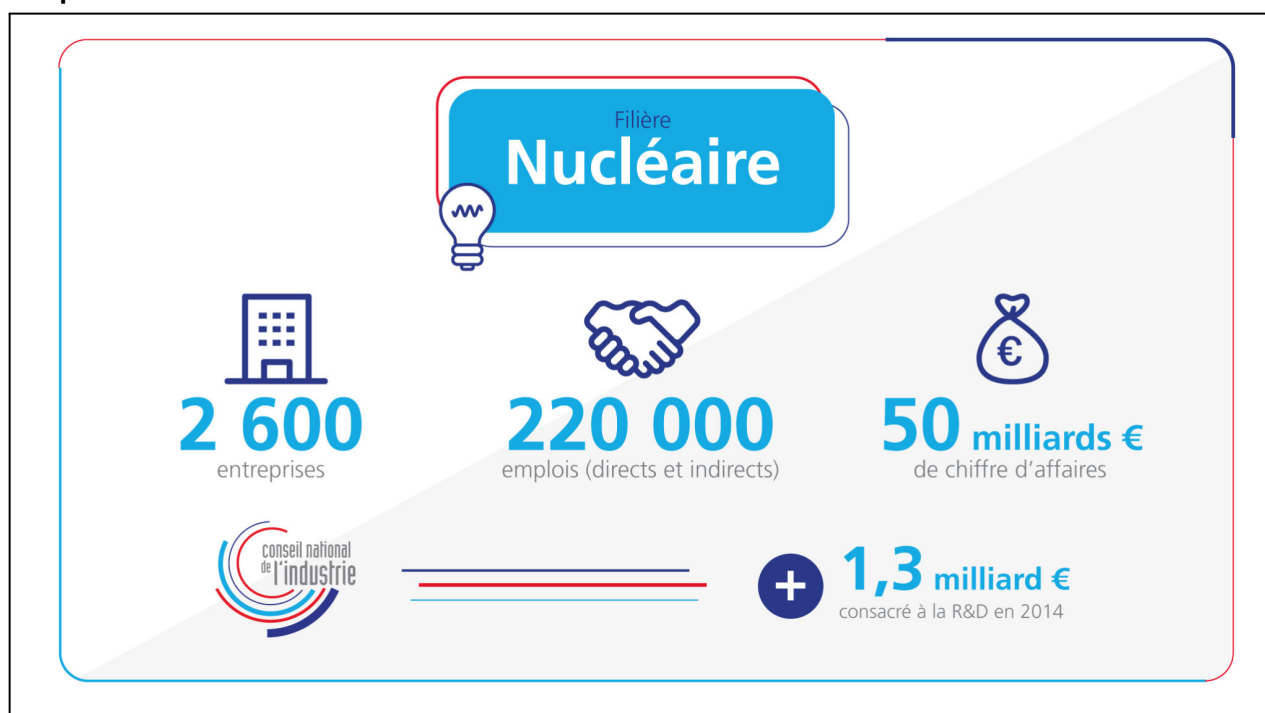 Filière
Nucléaire
2 600
entreprises
220 000
emplois (directs et indirects)
€
50 milliards €
de chiffre d'affaires
conseil national
de l'industrie
+ 1,3 milliard €
consacré à la R&D en 2014